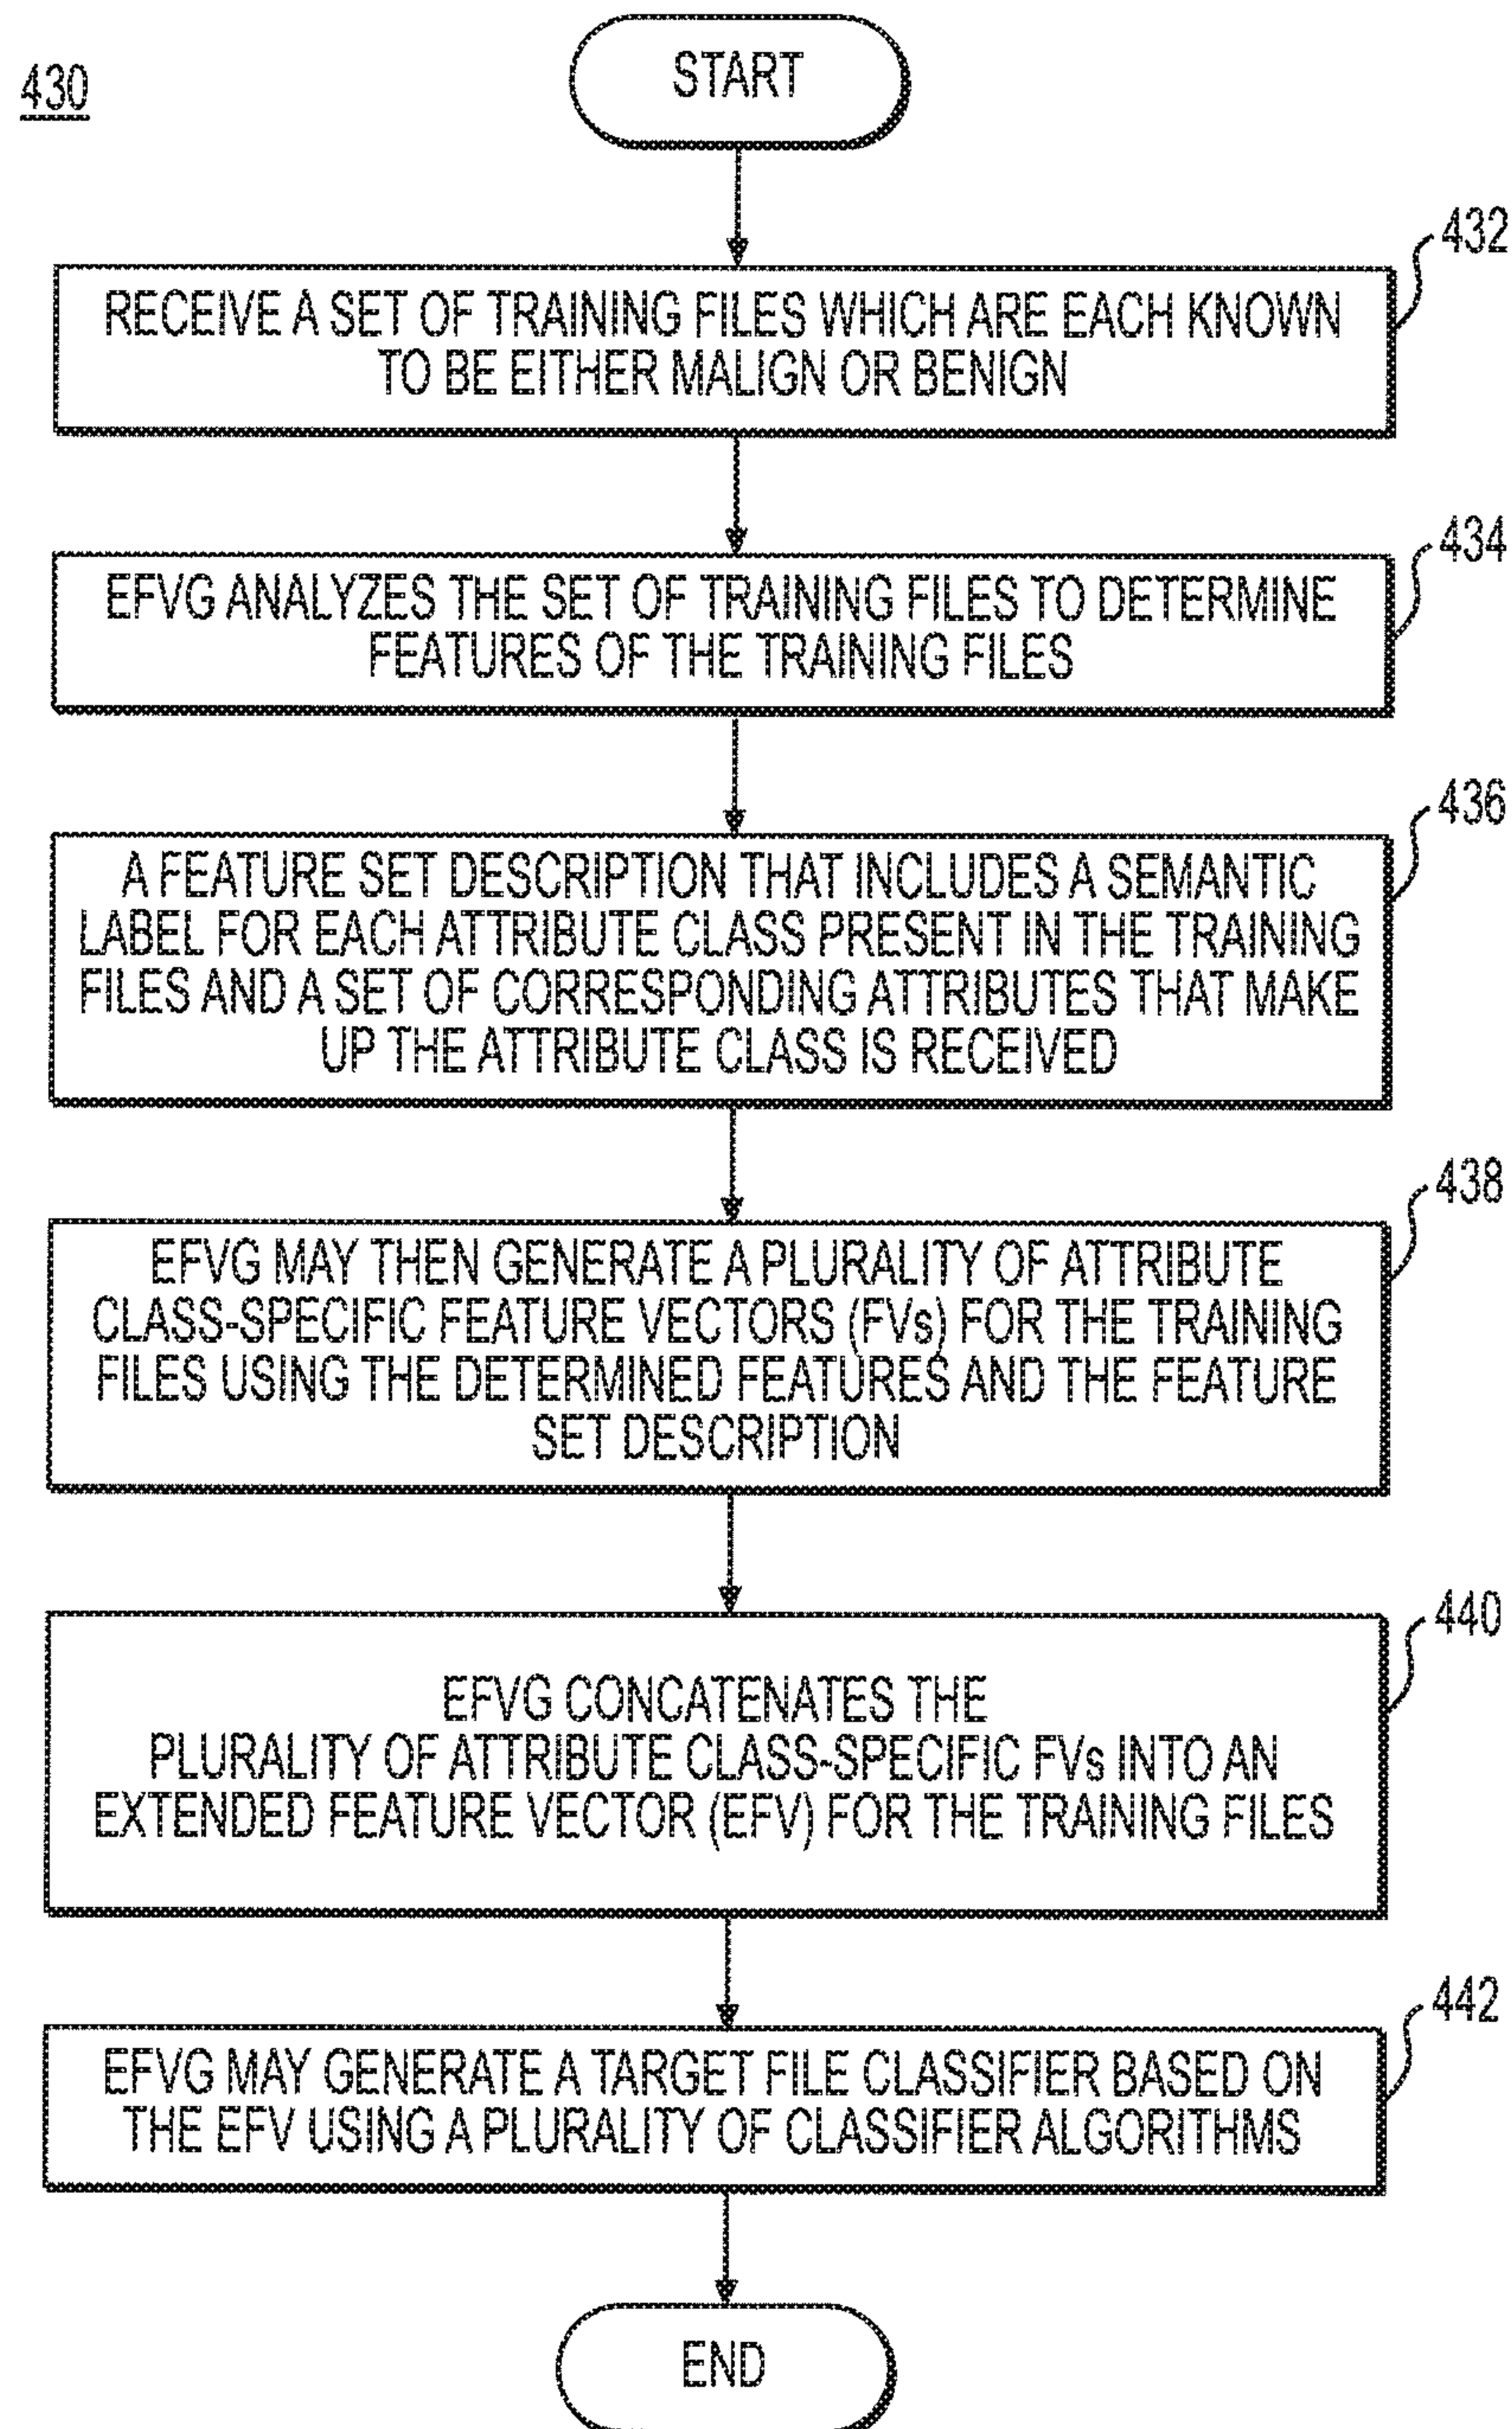 430
START
432
RECEIVE A SET OF TRAINING FILES WHICH ARE EACH KNOWN
TO BE EITHER MALIGN OR BENIGN
434
EFVG ANALYZES THE SET OF TRAINING FILES TO DETERMINE
FEATURES OF THE TRAINING FILES
436
A FEATURE SET DESCRIPTION THAT INCLUDES A SEMANTIC
LABEL FOR EACH ATTRIBUTE CLASS PRESENT IN THE TRAINING
FILES AND A SET OF CORRESPONDING ATTRIBUTES THAT MAKE
UP THE ATTRIBUTE CLASS IS RECEIVED
438
EFVG MAY THEN GENERATE A PLURALITY OF ATTRIBUTE
CLASS-SPECIFIC FEATURE VECTORS (FVs) FOR THE TRAINING
FILES USING THE DETERMINED FEATURES AND THE FEATURE
SET DESCRIPTION
440
EFVG CONCATENATES THE
PLURALITY OF ATTRIBUTE CLASS-SPECIFIC FVs INTO AN
EXTENDED FEATURE VECTOR (EFV) FOR THE TRAINING FILES
442
EFVG MAY GENERATE A TARGET FILE CLASSIFIER BASED ON
THE EFV USING A PLURALITY OF CLASSIFIER ALGORITHMS
END